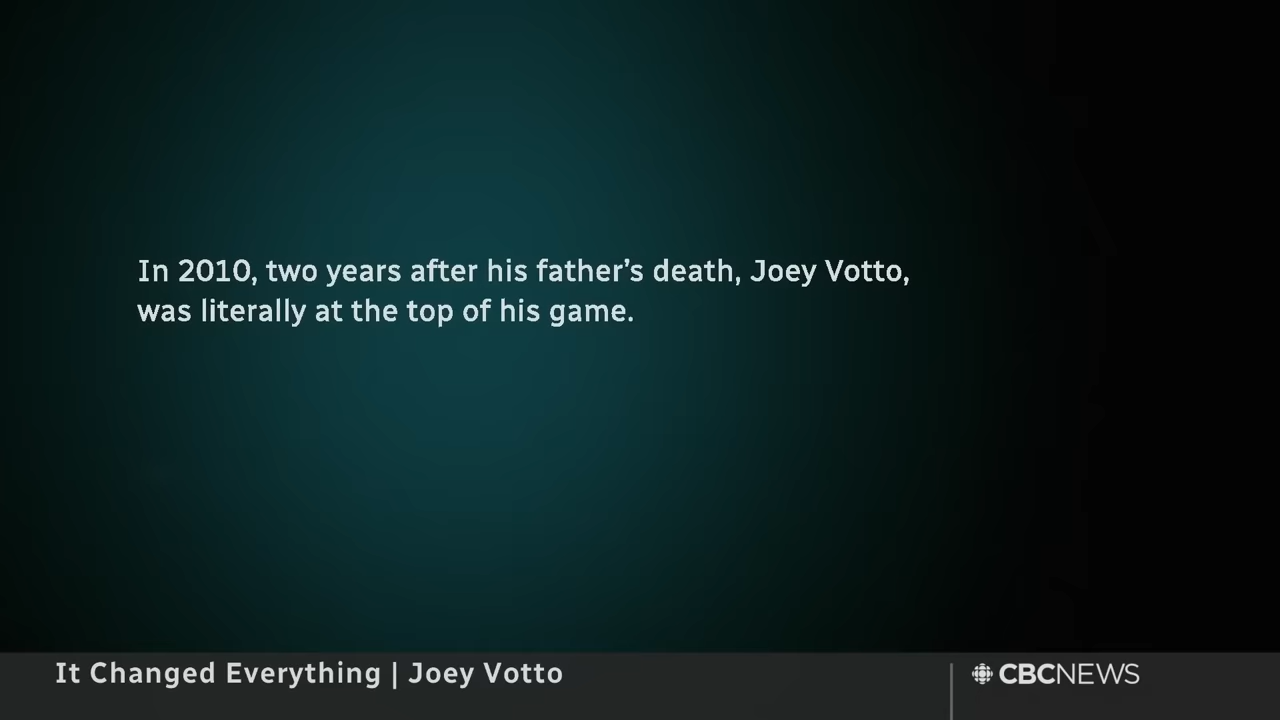 In 2010, two years after his father’s death, Joey Votto,
was literally at the top of his game.
It Changed Everything | Joey Votto
CBCNEWS